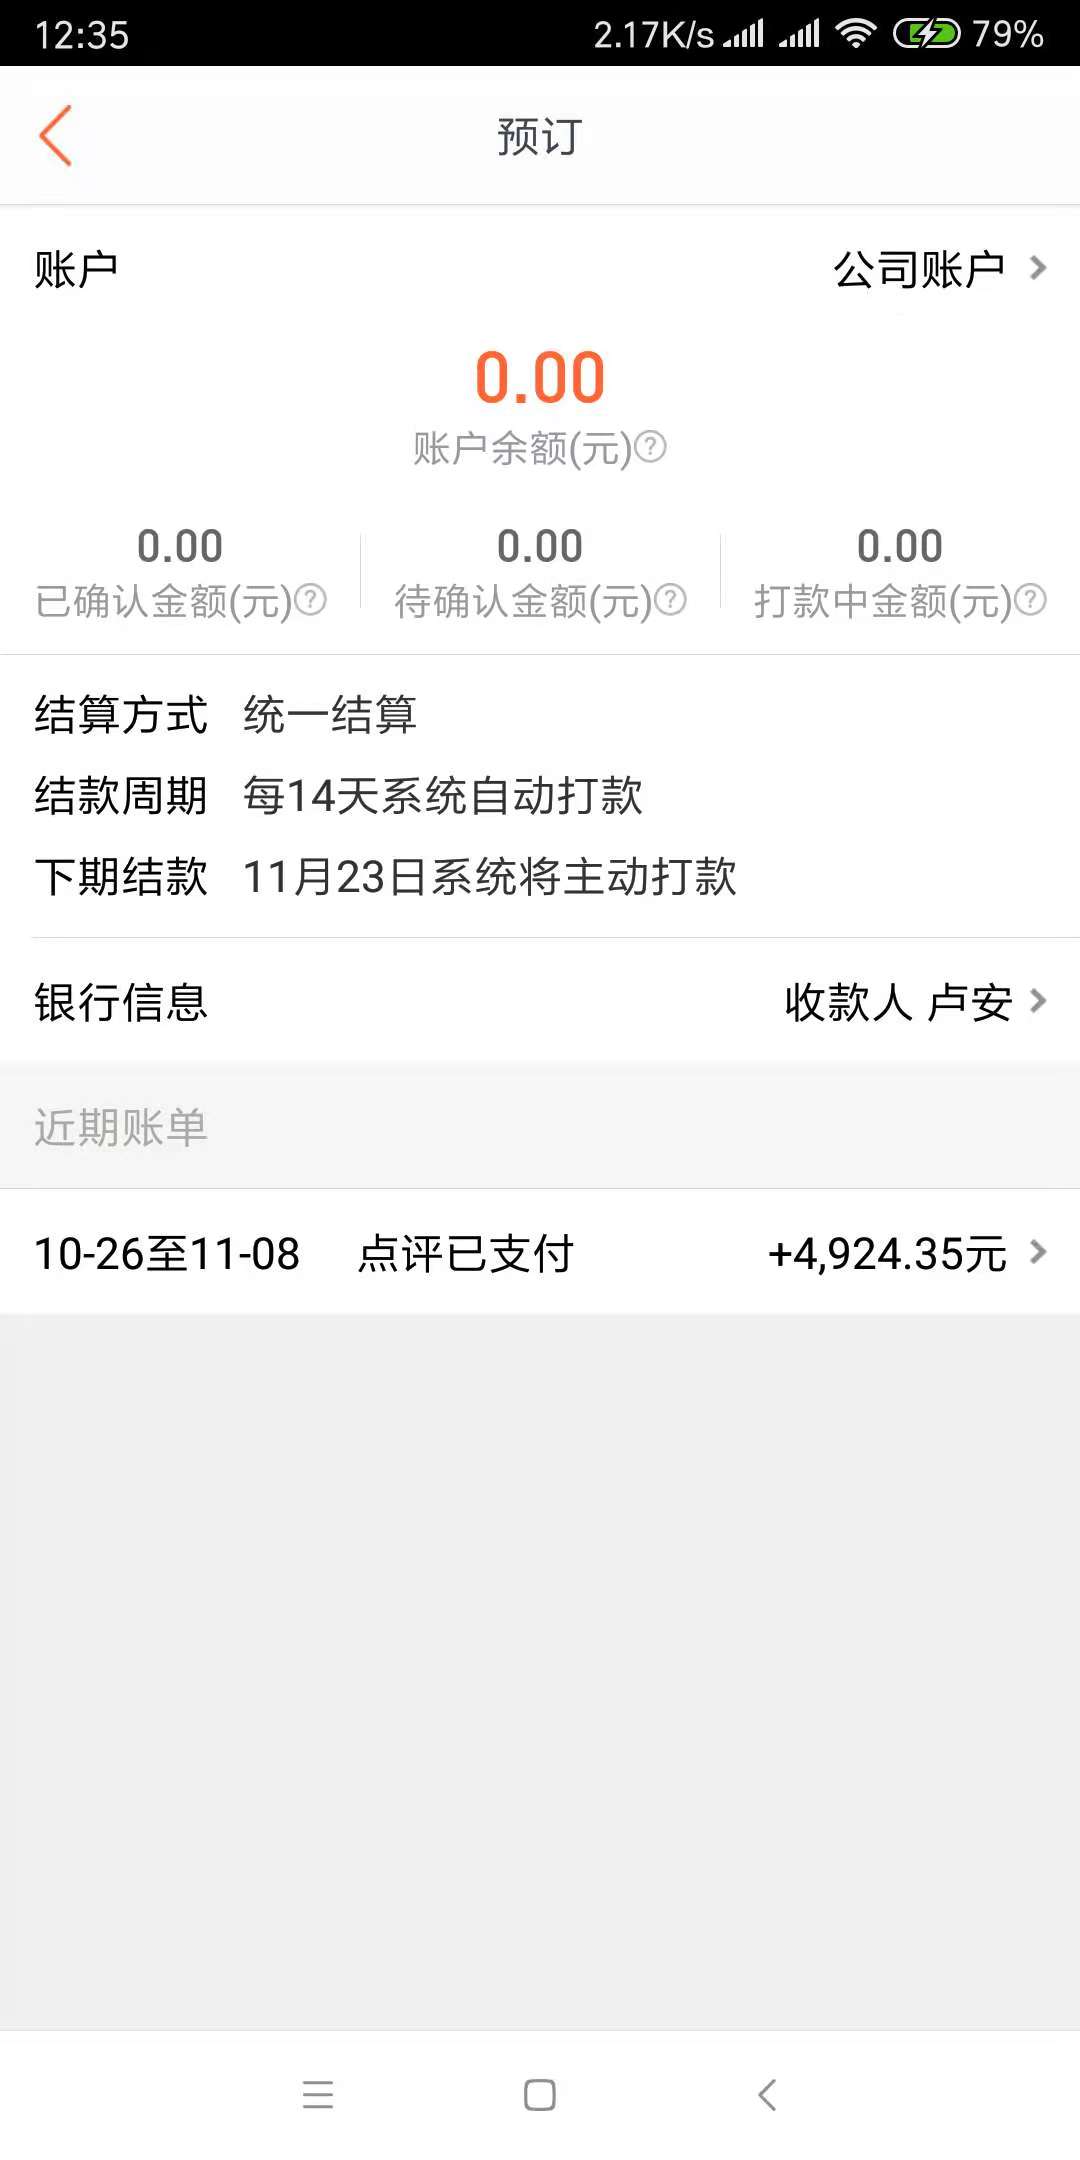 12:35 2.17K/s 79%
预订
账户 公司账户
0.00
账户余额(元)?
0.00 0.00 0.00
已确认金额(元)? 待确认金额(元)? 打款中金额(元)?
结算方式 统一结算
结款周期 每14天系统自动打款
下期结款 11月23日系统将主动打款
银行信息 收款人 卢安
近期账单
10-26至11-08 点评已支付 +4,924.35元